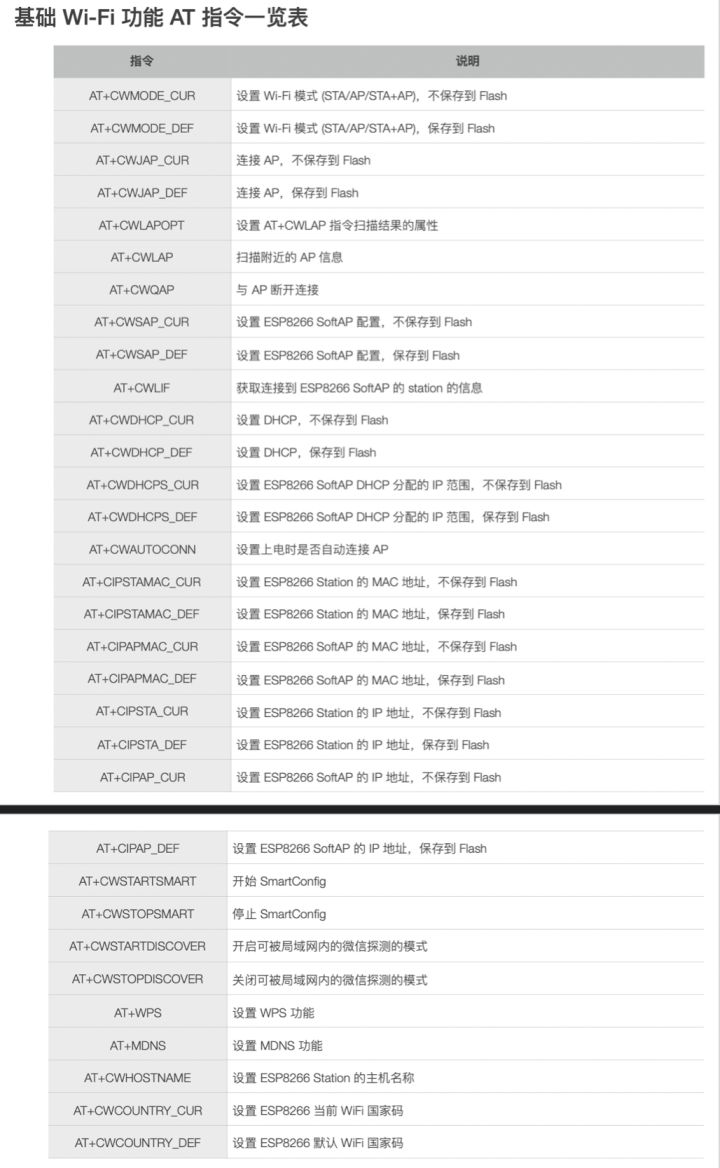 基础 Wi-Fi 功能 AT 指令一览表
指令 说明
AT+CWMODE_CUR 设置 Wi-Fi 模式 (STA/AP/STA+AP)，不保存到 Flash
AT+CWMODE_DEF 设置 Wi-Fi 模式 (STA/AP/STA+AP)，保存到 Flash
AT+CWJAP_CUR 连接 AP，不保存到 Flash
AT+CWJAP_DEF 连接 AP，保存到 Flash
AT+CWLAPOPT 设置 AT+CWLAP 指令扫描结果的属性
AT+CWLAP 扫描附近的 AP 信息
AT+CWQAP 与 AP 断开连接
AT+CWSAP_CUR 设置 ESP8266 SoftAP 配置，不保存到 Flash
AT+CWSAP_DEF 设置 ESP8266 SoftAP 配置，保存到 Flash
AT+CWLIF 获取连接到 ESP8266 SoftAP 的 station 的信息
AT+CWDHCP_CUR 设置 DHCP，不保存到 Flash
AT+CWDHCP_DEF 设置 DHCP，保存到 Flash
AT+CWDHCPS_CUR 设置 ESP8266 SoftAP DHCP 分配的 IP 范围，不保存到 Flash
AT+CWDHCPS_DEF 设置 ESP8266 SoftAP DHCP 分配的 IP 范围，保存到 Flash
AT+CWAUTOCONN 设置上电时是否自动连接 AP
AT+CIPSTAMAC_CUR 设置 ESP8266 Station 的 MAC 地址，不保存到 Flash
AT+CIPSTAMAC_DEF 设置 ESP8266 Station 的 MAC 地址，保存到 Flash
AT+CIPAPMAC_CUR 设置 ESP8266 SoftAP 的 MAC 地址，不保存到 Flash
AT+CIPAPMAC_DEF 设置 ESP8266 SoftAP 的 MAC 地址，保存到 Flash
AT+CIPSTA_CUR 设置 ESP8266 Station 的 IP 地址，不保存到 Flash
AT+CIPSTA_DEF 设置 ESP8266 Station 的 IP 地址，保存到 Flash
AT+CIPAP_CUR 设置 ESP8266 SoftAP 的 IP 地址，不保存到 Flash
AT+CIPAP_DEF 设置 ESP8266 SoftAP 的 IP 地址，保存到 Flash
AT+CWSTARTSMART 开始 SmartConfig
AT+CWSTOPSMART 停止 SmartConfig
AT+CWSTARTDISCOVER 开启可被局域网内的微信探测的模式
AT+CWSTOPDISCOVER 关闭可被局域网内的微信探测的模式
AT+WPS 设置 WPS 功能
AT+MDNS 设置 MDNS 功能
AT+CWHOSTNAME 设置 ESP8266 Station 的主机名称
AT+CWCOUNTRY_CUR 设置 ESP8266 当前 WiFi 国家码
AT+CWCOUNTRY_DEF 设置 ESP8266 默认 WiFi 国家码